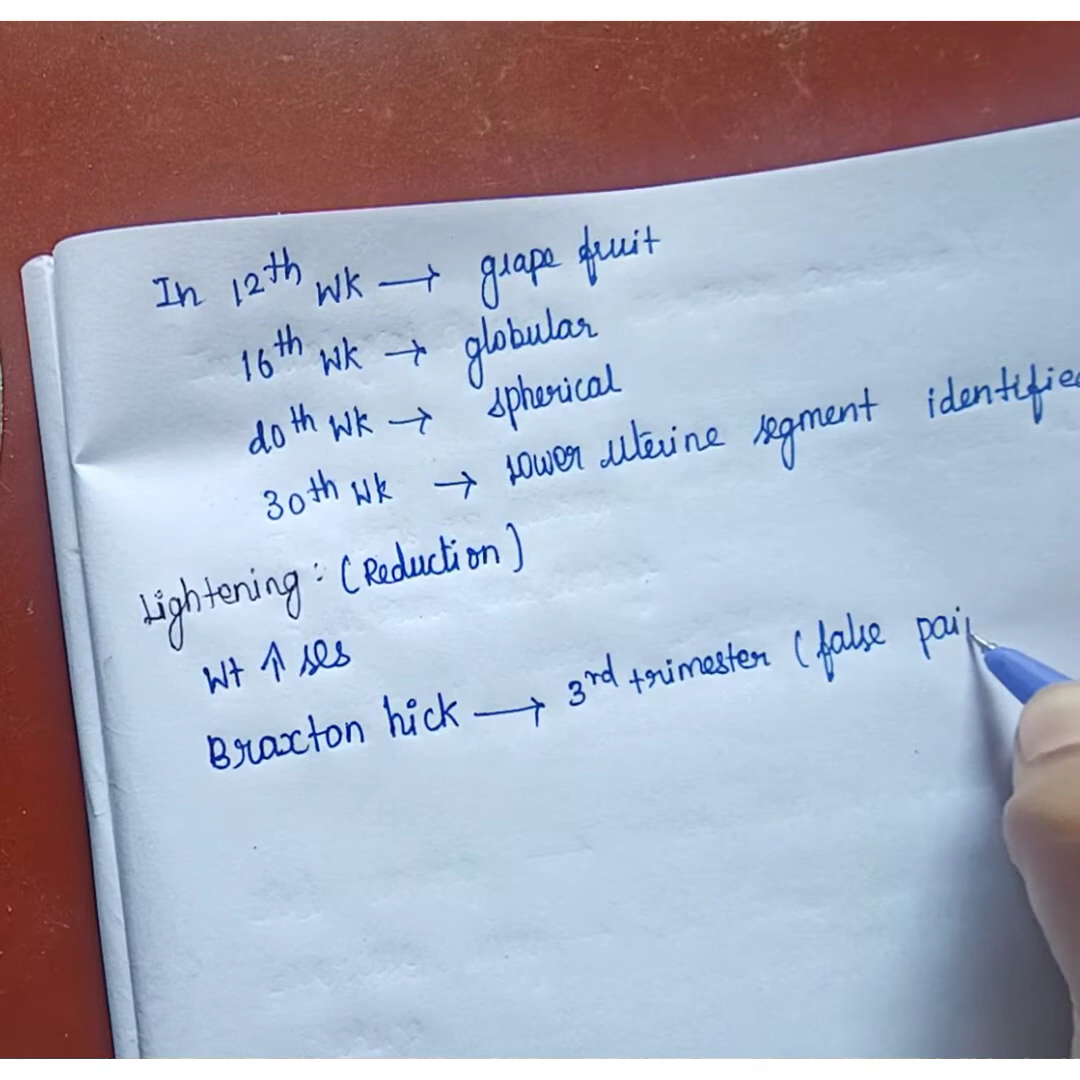 In 12th wk → grape fruit
16th wk → globular
20th wk → spherical
30th wk → Lower uterine segment identified
Lightening : (Reduction)
Wt ↑ ses
Braxton hick → 3rd trimester (false pain